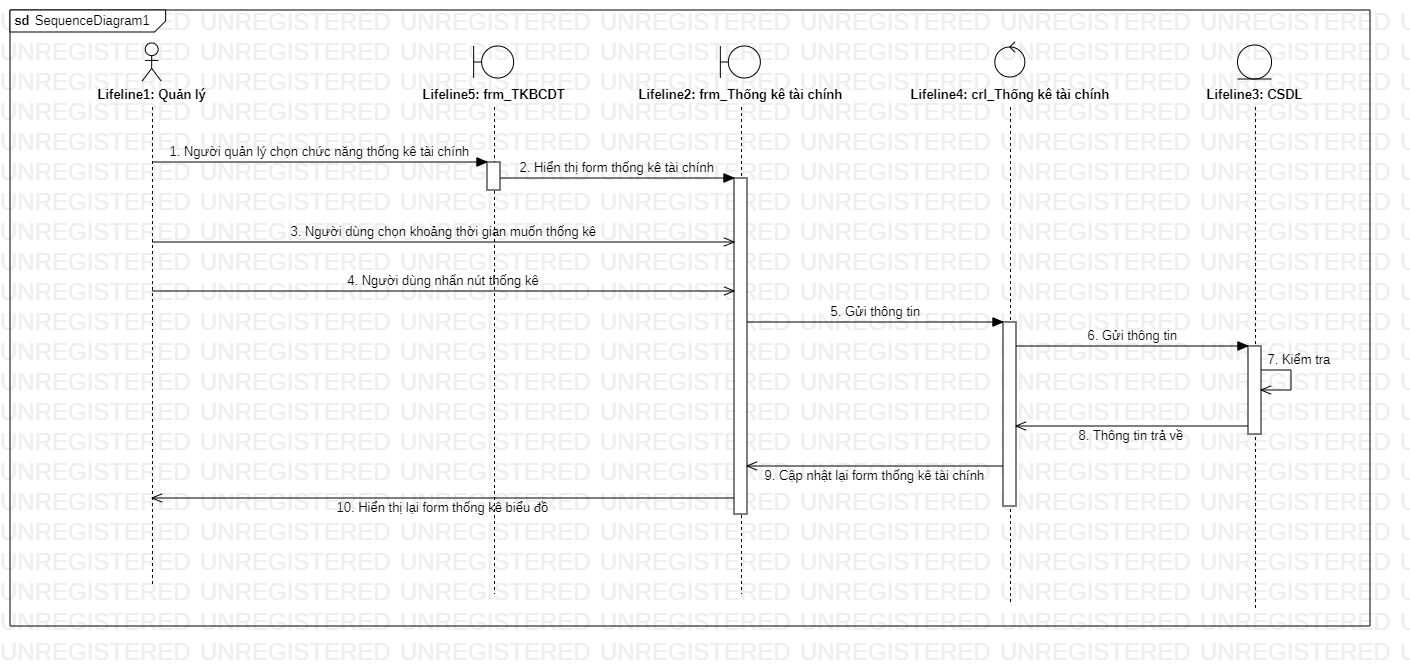 sd SequenceDiagram1
Lifeline1: Quản lý
Lifeline5: frm_TKBCDT
Lifeline2: frm_Thống kê tài chính
Lifeline4: crl_Thống kê tài chính
Lifeline3: CSDL
1. Người quản lý chọn chức năng thống kê tài chính
2. Hiển thị form thống kê tài chính
3. Người dùng chọn khoảng thời gian muốn thống kê
4. Người dùng nhấn nút thống kê
5. Gửi thông tin
6. Gửi thông tin
7. Kiểm tra
8. Thông tin trả về
9. Cập nhật lại form thống kê tài chính
10. Hiển thị lại form thống kê biểu đồ
UNREGISTERED